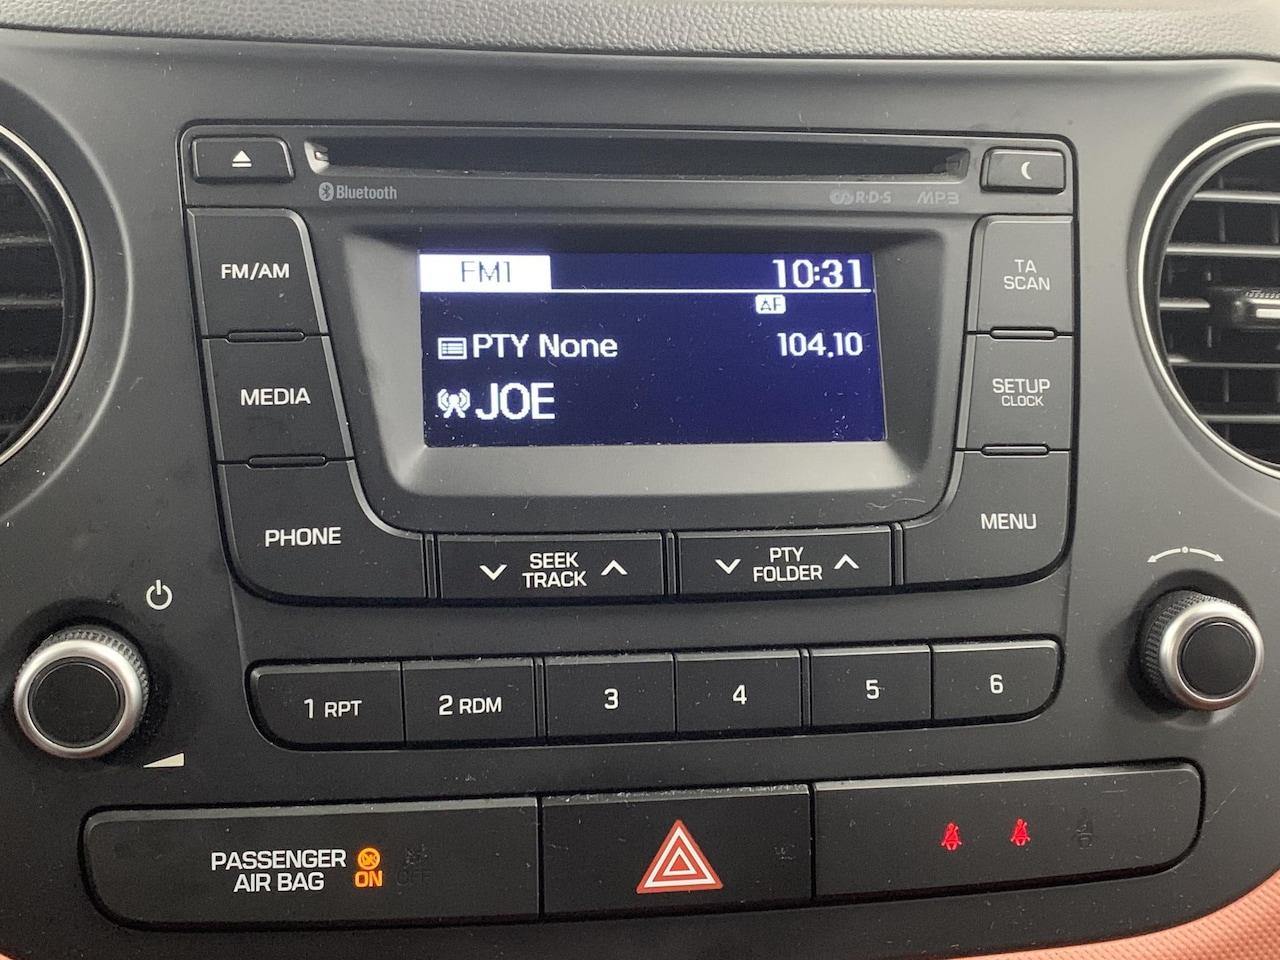 Bluetooth
R·D·S
MP3
FM/AM
FM1
10:31
TA
SCAN
AF
PTY None
104.10
MEDIA
JOE
SETUP
CLOCK
PHONE
SEEK
TRACK
PTY
FOLDER
MENU
1 RPT
2 RDM
3
4
5
6
PASSENGER
AIR BAG
ON
OFF